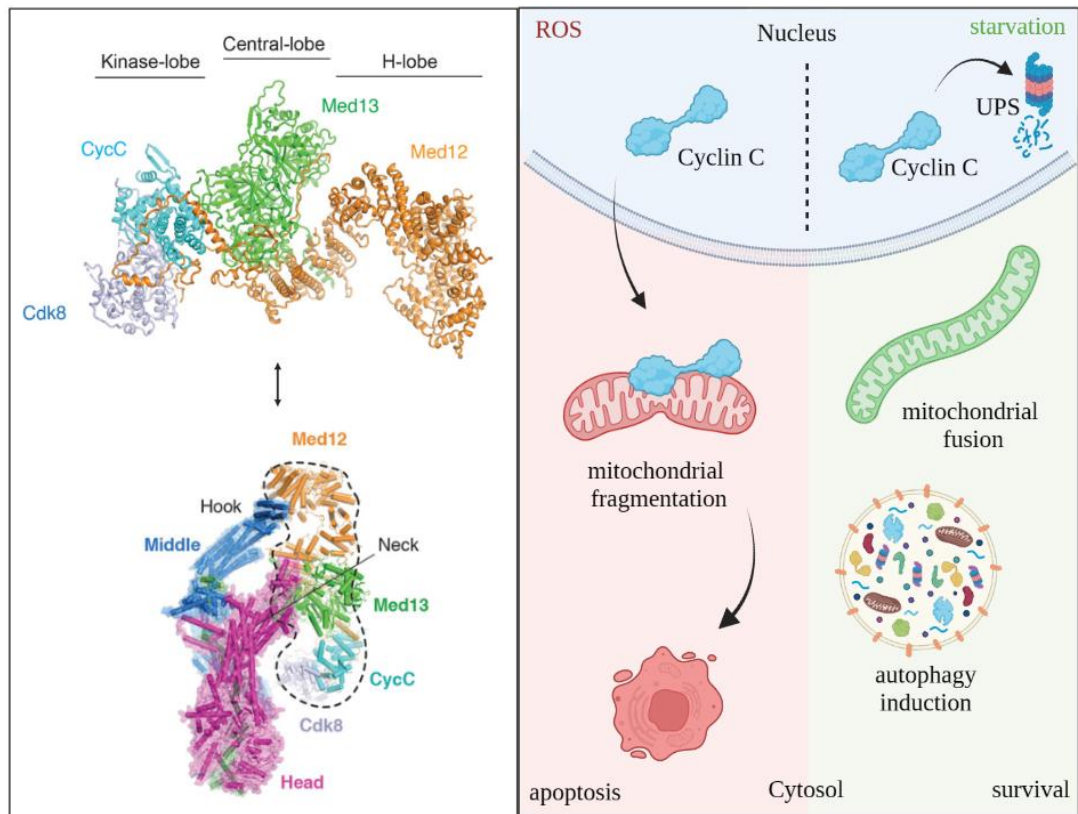 Kinase-lobe
Central-lobe
H-lobe
Med13
CycC
Med12
Cdk8
Med12
Hook
Middle
Neck
Med13
CycC
Cdk8
Head
ROS
Nucleus
starvation
UPS
Cyclin C
Cyclin C
mitochondrial
fragmentation
mitochondrial
fusion
autophagy
induction
apoptosis
Cytosol
survival